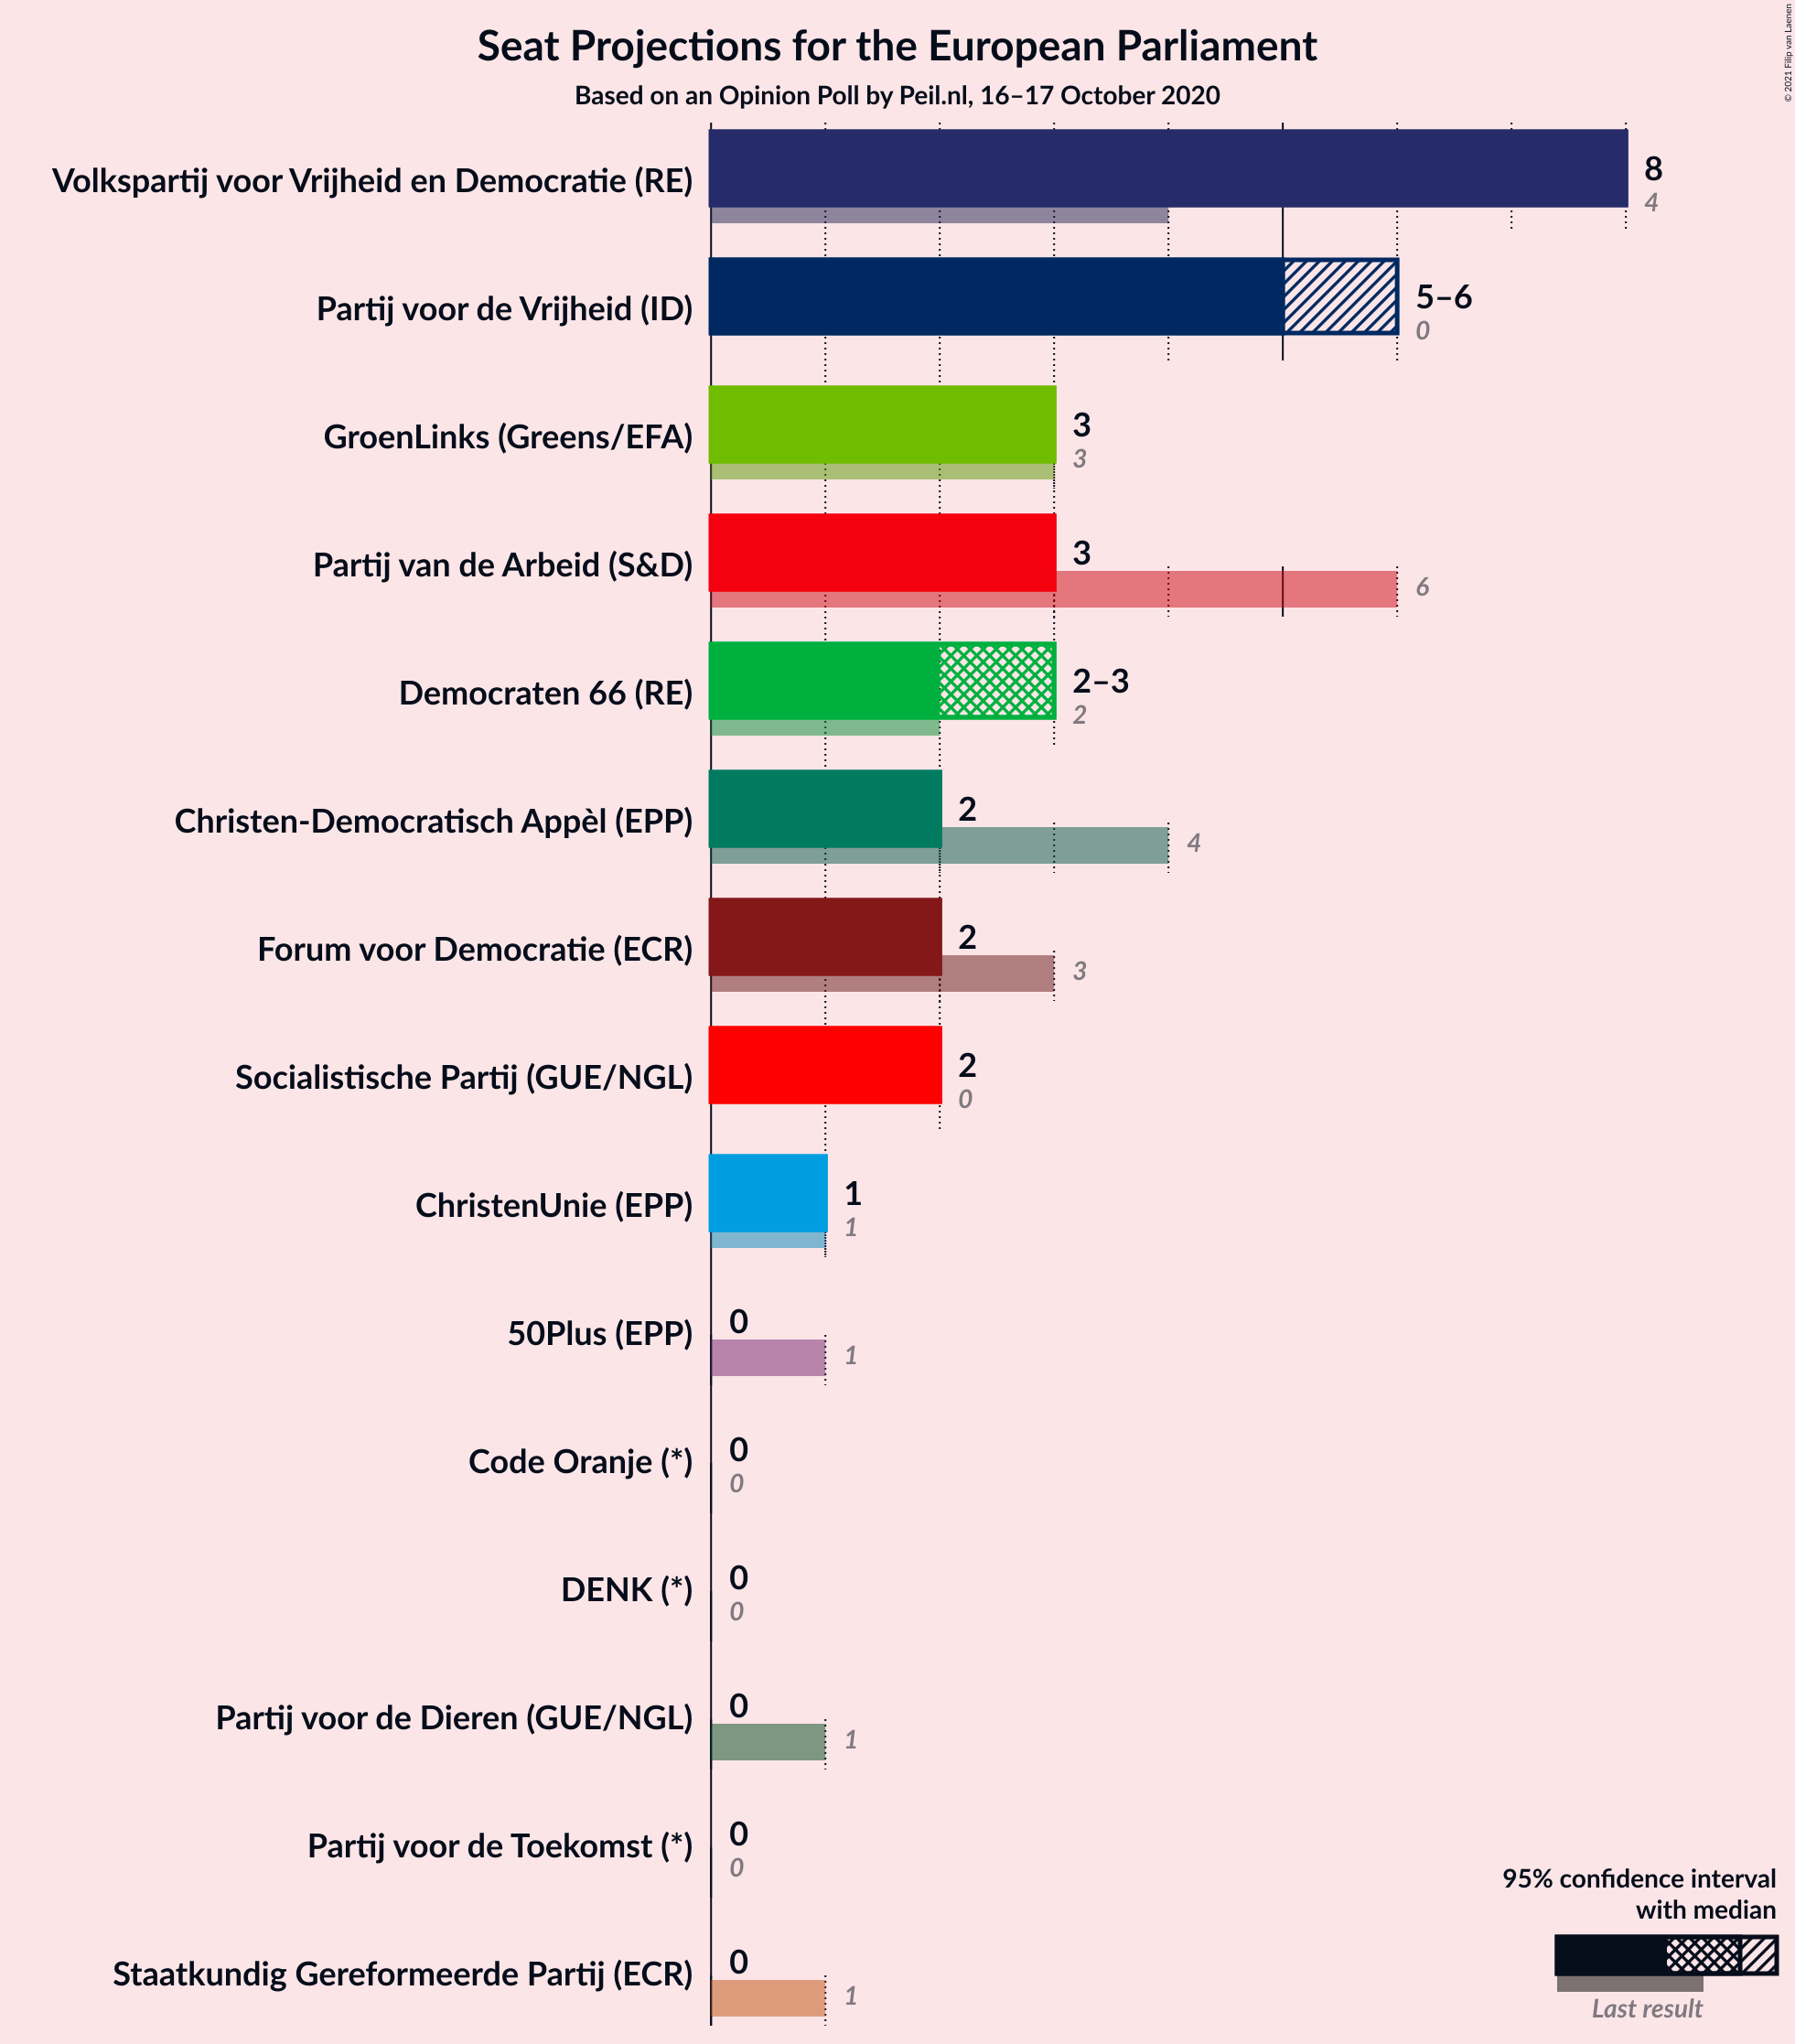 Seat Projections for the European Parliament
Based on an Opinion Poll by Peil.nl, 16–17 October 2020
© 2021 Filip van Laenen
Volkspartij voor Vrijheid en Democratie (RE)
8
4
Partij voor de Vrijheid (ID)
5–6
0
GroenLinks (Greens/EFA)
3
3
Partij van de Arbeid (S&D)
3
6
Democraten 66 (RE)
2–3
2
Christen-Democratisch Appèl (EPP)
2
4
Forum voor Democratie (ECR)
2
3
Socialistische Partij (GUE/NGL)
2
0
ChristenUnie (EPP)
1
1
50Plus (EPP)
0
1
Code Oranje (*)
0
0
DENK (*)
0
0
Partij voor de Dieren (GUE/NGL)
0
1
Partij voor de Toekomst (*)
0
0
Staatkundig Gereformeerde Partij (ECR)
0
1
95% confidence interval
with median
Last result